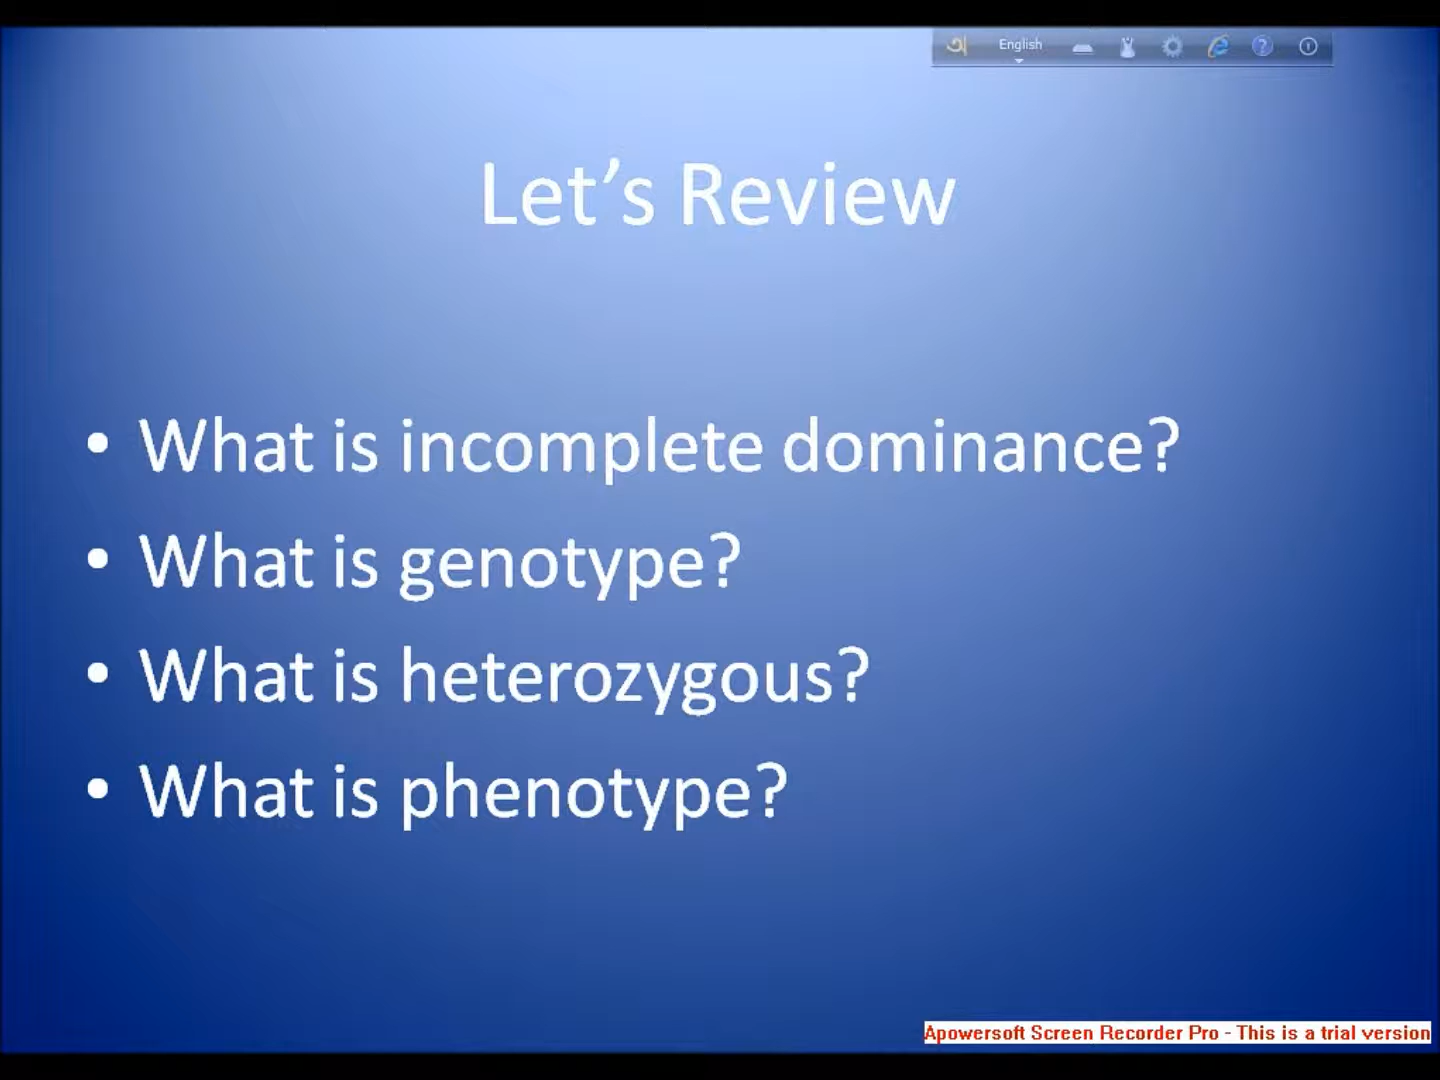 English
Let’s Review
• What is incomplete dominance?
• What is genotype?
• What is heterozygous?
• What is phenotype?
Apowersoft Screen Recorder Pro - This is a trial version